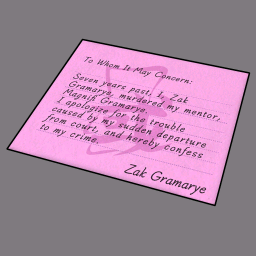 To Whom It May Concern:
Seven years past, I, Zak
Gramarye, murdered my mentor,
Magnifi Gramarye.
I apologize for the trouble
caused by my sudden departure
from court, and hereby confess
to my crime.
Zak Gramarye